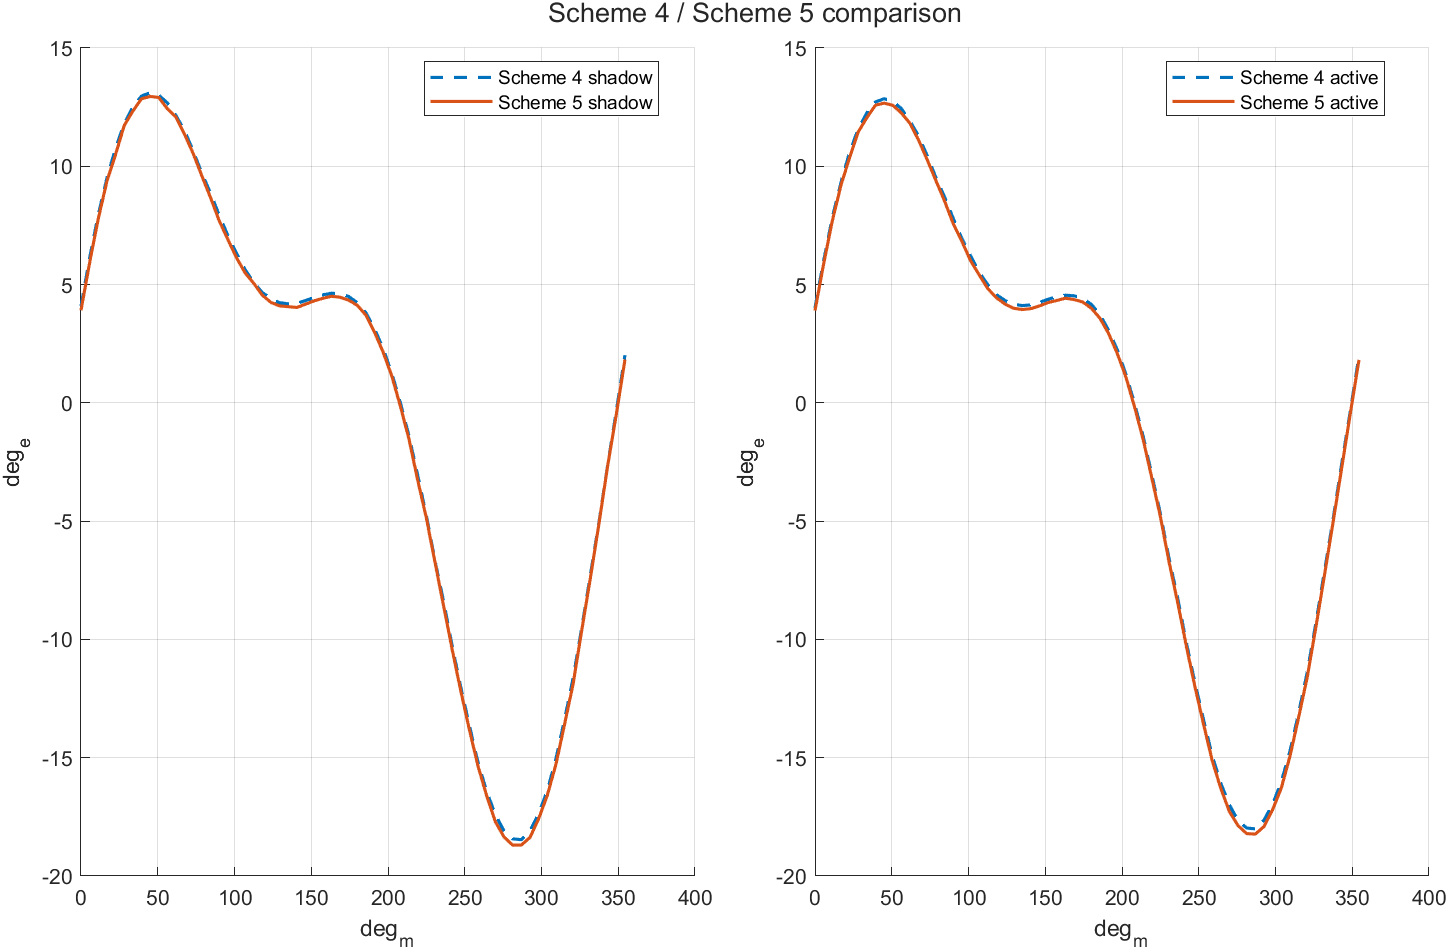 Scheme 4 / Scheme 5 comparison
Scheme 4 shadow
Scheme 5 shadow
15
10
5
0
-5
-10
-15
-20
deg_e
0 50 100 150 200 250 300 350 400
deg_m
Scheme 4 active
Scheme 5 active
15
10
5
0
-5
-10
-15
-20
deg_e
0 50 100 150 200 250 300 350 400
deg_m